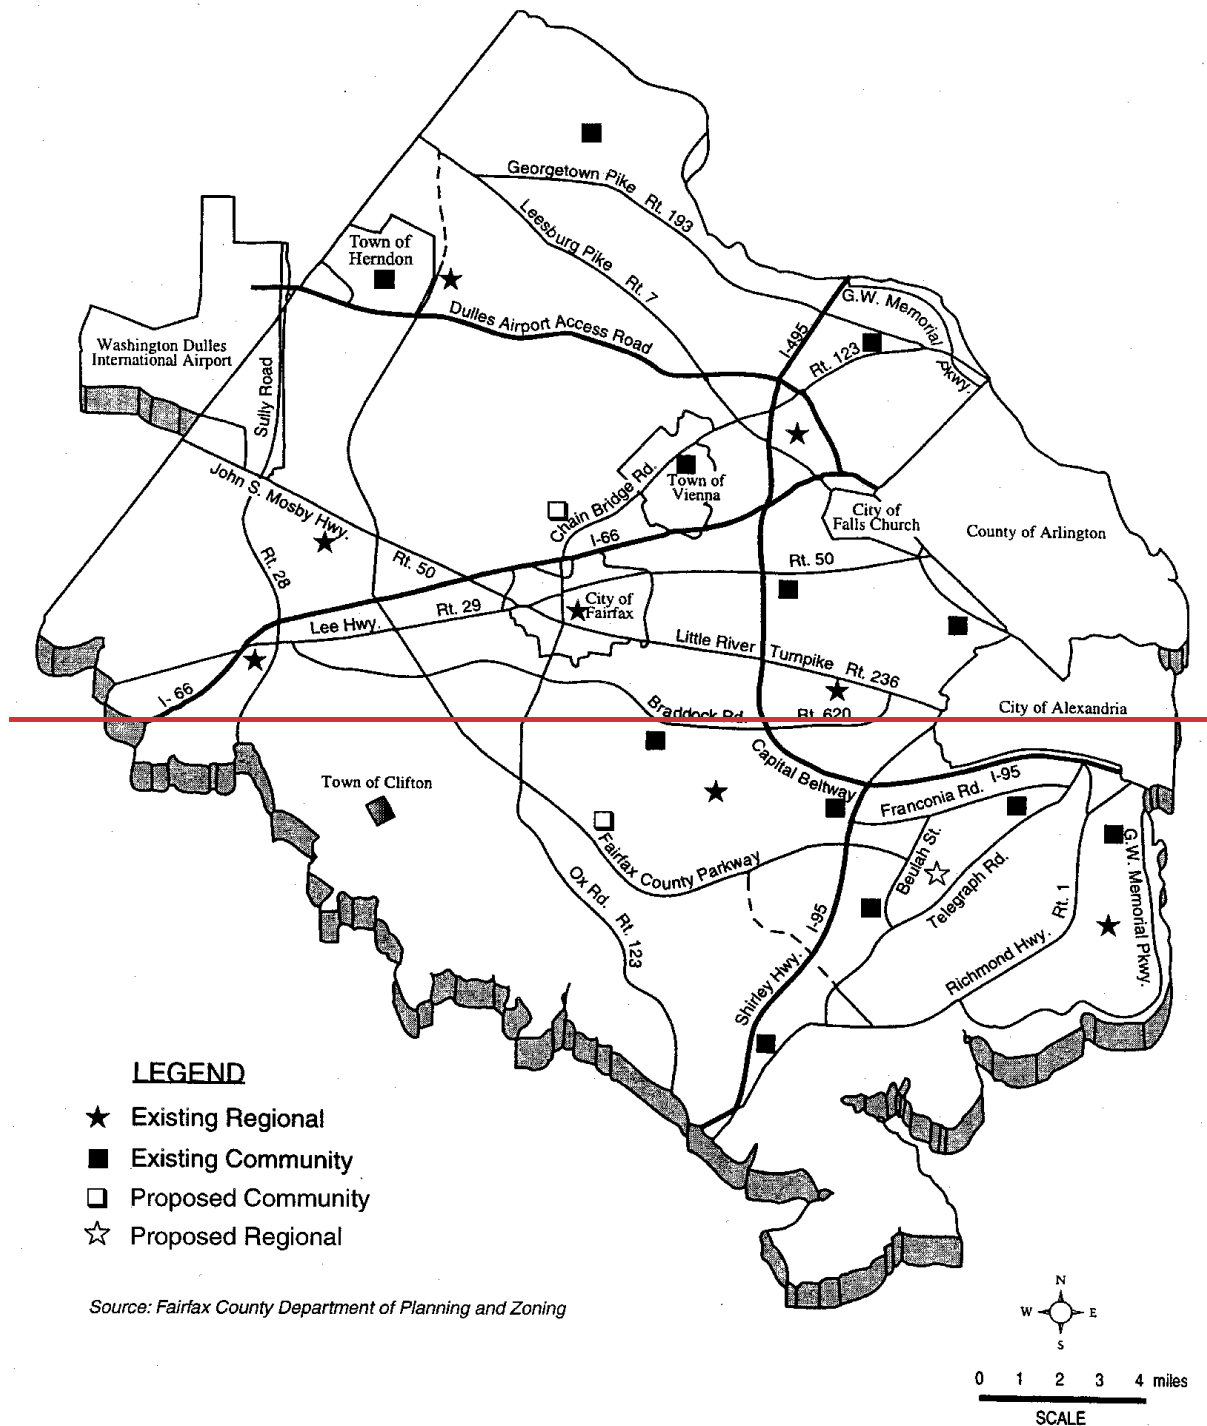 Georgetown Pike Rt. 193
Leesburg Pike Rt. 7
Town of
Herndon
G.W. Memorial Pkwy.
Dulles Airport Access Road
I-495
Rt. 123
Washington Dulles
International Airport
Sully Road
John S. Mosby Hwy.
Rt. 50
Chain Bridge Rd.
Town of
Vienna
City of
Falls Church
County of Arlington
I-66
Rt. 50
Rt. 28
Rt. 29
Lee Hwy.
City of
Fairfax
Little River Turnpike Rt. 236
I-66
Braddock Rd. Rt. 620
City of Alexandria
Capital Beltway
I-95
Town of Clifton
Franconia Rd.
Fairfax County Parkway
Beulah St.
Telegraph Rd.
G.W. Memorial Pkwy.
Ox Rd. Rt. 123
Rt. 1
I-95
Richmond Hwy.
Shirley Hwy.
LEGEND
Existing Regional
Existing Community
Proposed Community
Proposed Regional
Source: Fairfax County Department of Planning and Zoning
N
W E
S
0 1 2 3 4 miles
SCALE